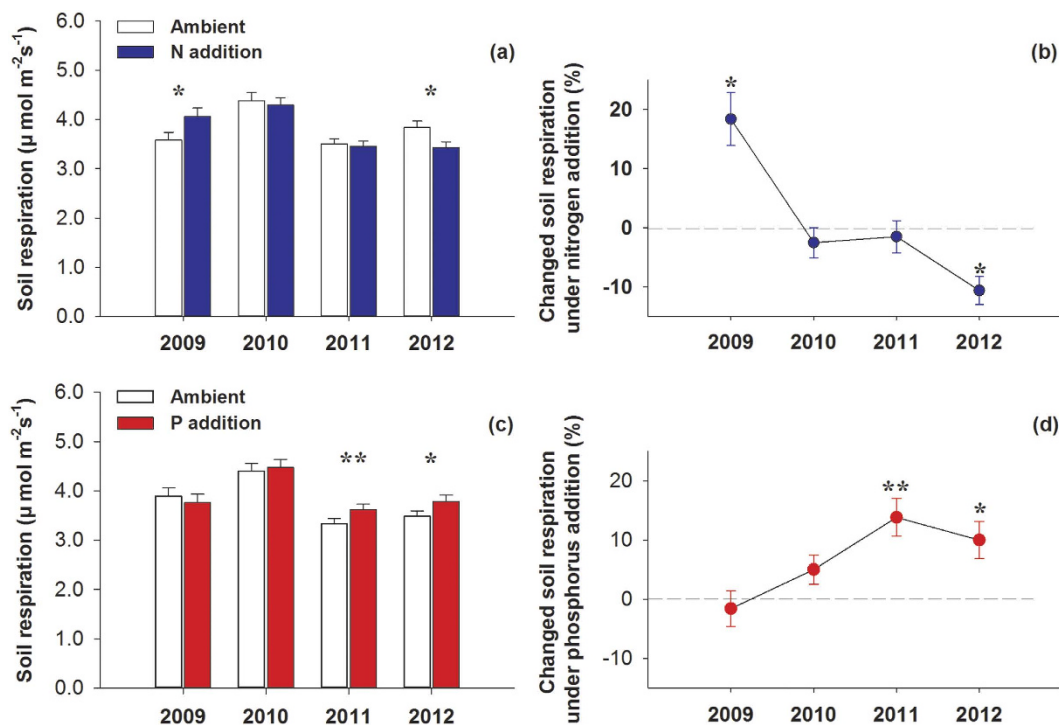 Ambient
N addition
(a)
Soil respiration (μ mol m⁻²s⁻¹)
6.0
5.0
4.0
3.0
2.0
1.0
0.0
*
*
2009 2010 2011 2012
(b)
Changed soil respiration
under nitrogen addition (%)
20
10
0
-10
*
*
2009 2010 2011 2012
Ambient
P addition
(c)
Soil respiration (μ mol m⁻²s⁻¹)
6.0
5.0
4.0
3.0
2.0
1.0
0.0
**
*
2009 2010 2011 2012
(d)
Changed soil respiration
under phosphorus addition (%)
20
10
0
-10
**
*
2009 2010 2011 2012